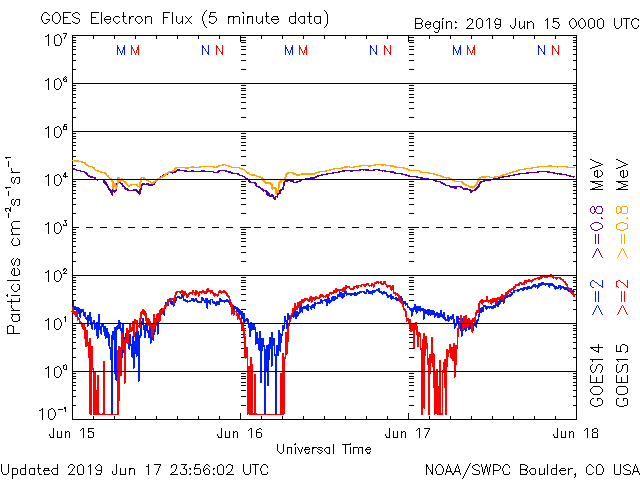 GOES Electron Flux (5 minute data)
Begin: 2019 Jun 15 0000 UTC
10⁷
M M N N M M N N M M N N
10⁶
10⁵
10⁴
10³
10²
10¹
10⁰
10⁻¹
Particles cm⁻²s⁻¹sr⁻¹
Jun 15 Jun 16 Jun 17 Jun 18
Universal Time
GOES14 >=2 >=0.8 MeV
GOES15 >=2 >=0.8 MeV
Updated 2019 Jun 17 23:56:02 UTC
NOAA/SWPC Boulder, CO USA